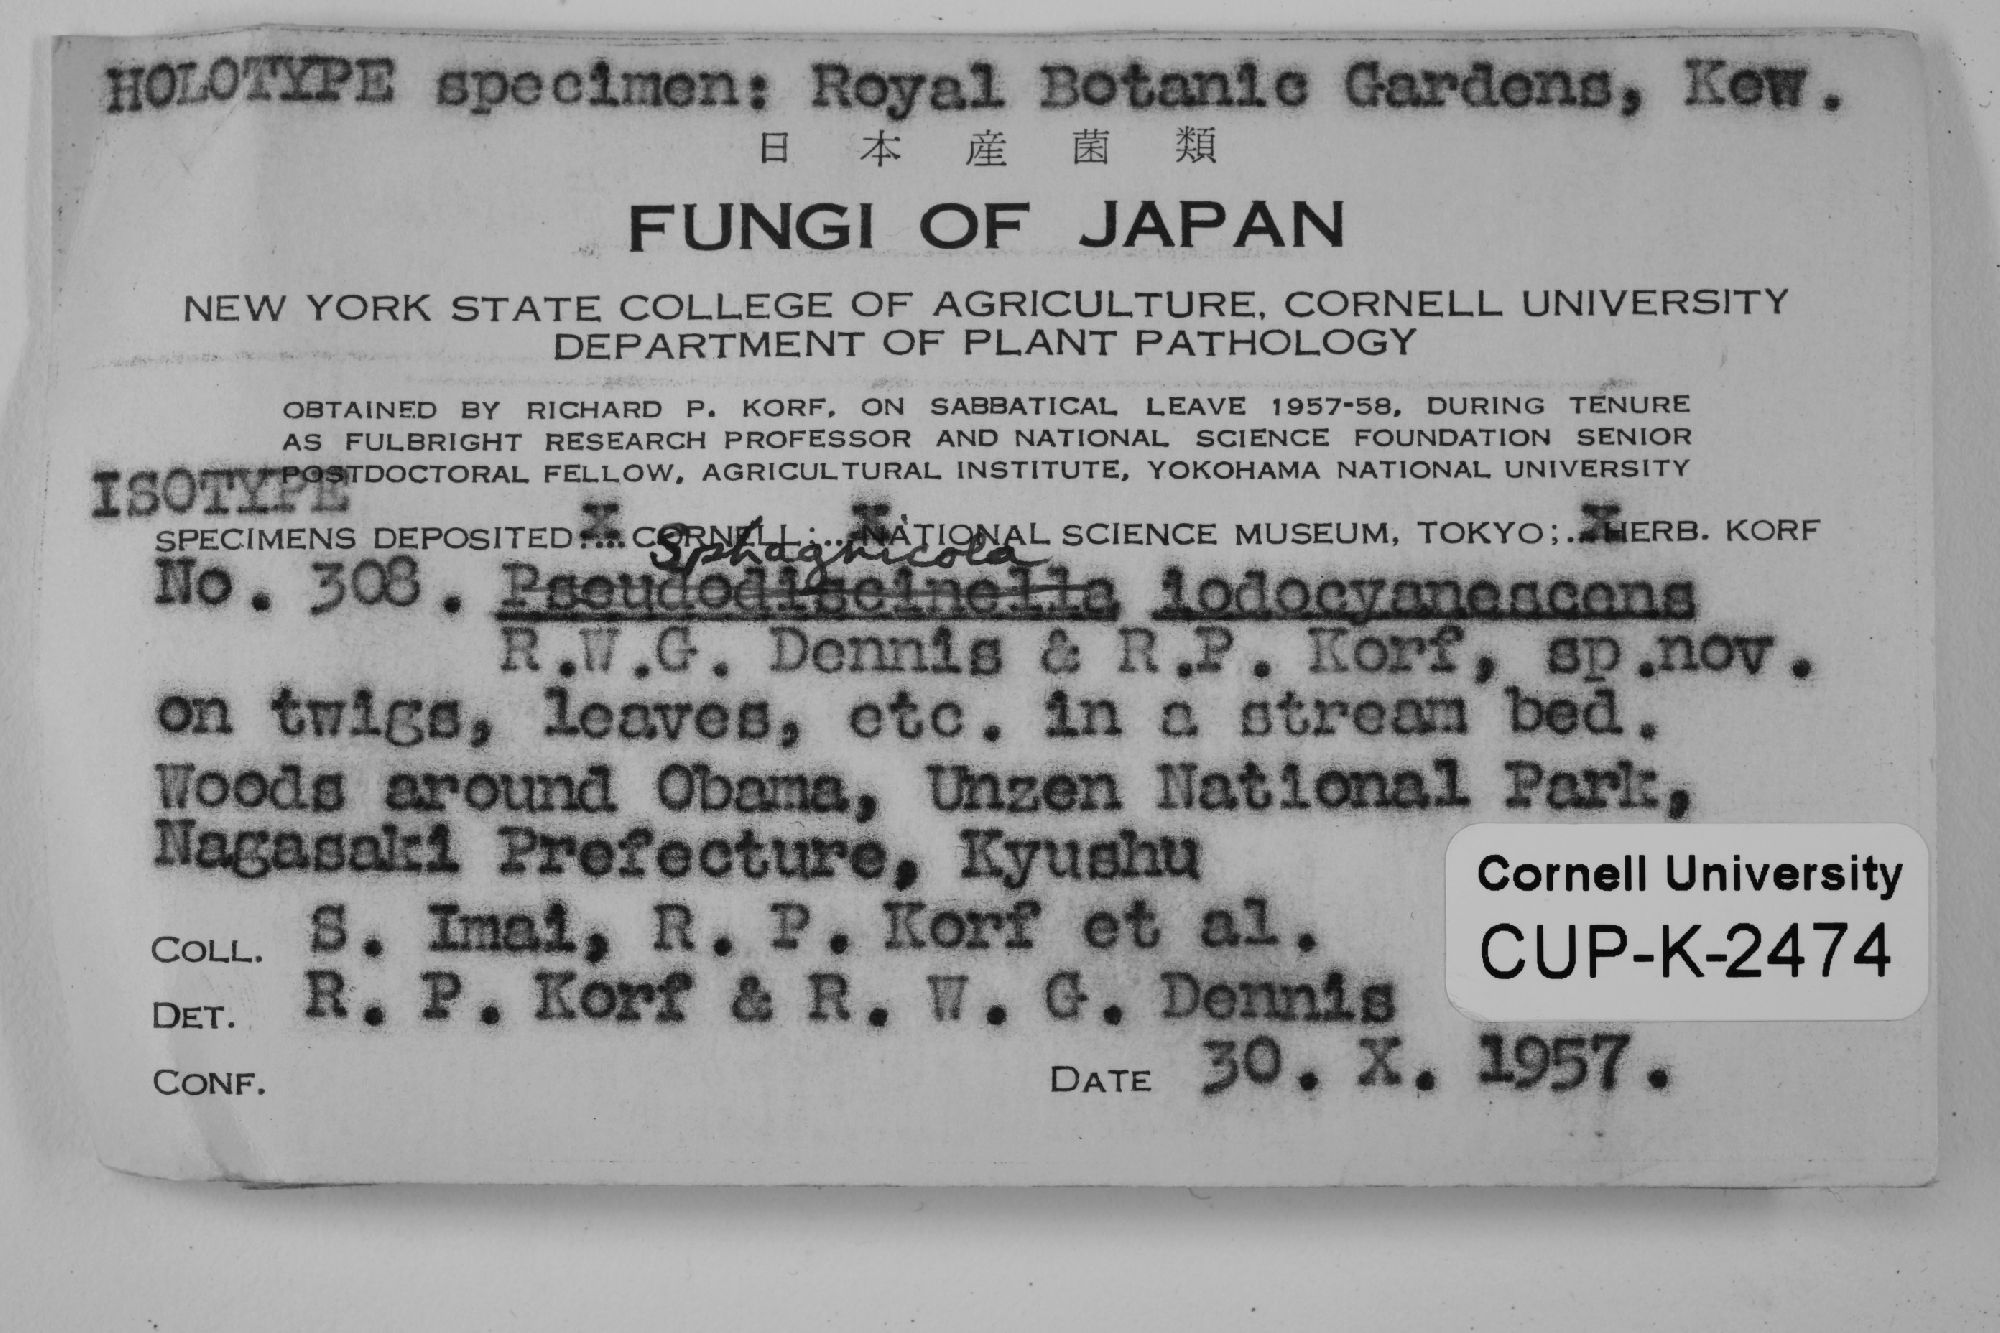 HOLOTYPE specimen: Royal Botanic Gardens, Kew.
日本産菌類
FUNGI OF JAPAN
NEW YORK STATE COLLEGE OF AGRICULTURE, CORNELL UNIVERSITY
DEPARTMENT OF PLANT PATHOLOGY
OBTAINED BY RICHARD P. KORF, ON SABBATICAL LEAVE 1957-58, DURING TENURE
AS FULBRIGHT RESEARCH PROFESSOR AND NATIONAL SCIENCE FOUNDATION SENIOR
POSTDOCTORAL FELLOW, AGRICULTURAL INSTITUTE, YOKOHAMA NATIONAL UNIVERSITY
ISOTYPE
SPECIMENS DEPOSITED: X CORNELL; X NATIONAL SCIENCE MUSEUM, TOKYO; X HERB. KORF
Sphagnicola
No. 308. Pseudodiscinella iodocyanescens
R.W.G. Dennis & R.P. Korf, sp.nov.
on twigs, leaves, etc. in a stream bed.
Woods around Obama, Unzen National Park,
Nagasaki Prefecture, Kyushu
COLL. S. Imai, R. P. Korf et al.
DET. R. P. Korf & R. W. G. Dennis
CONF. DATE 30. X. 1957.
Cornell University
CUP-K-2474